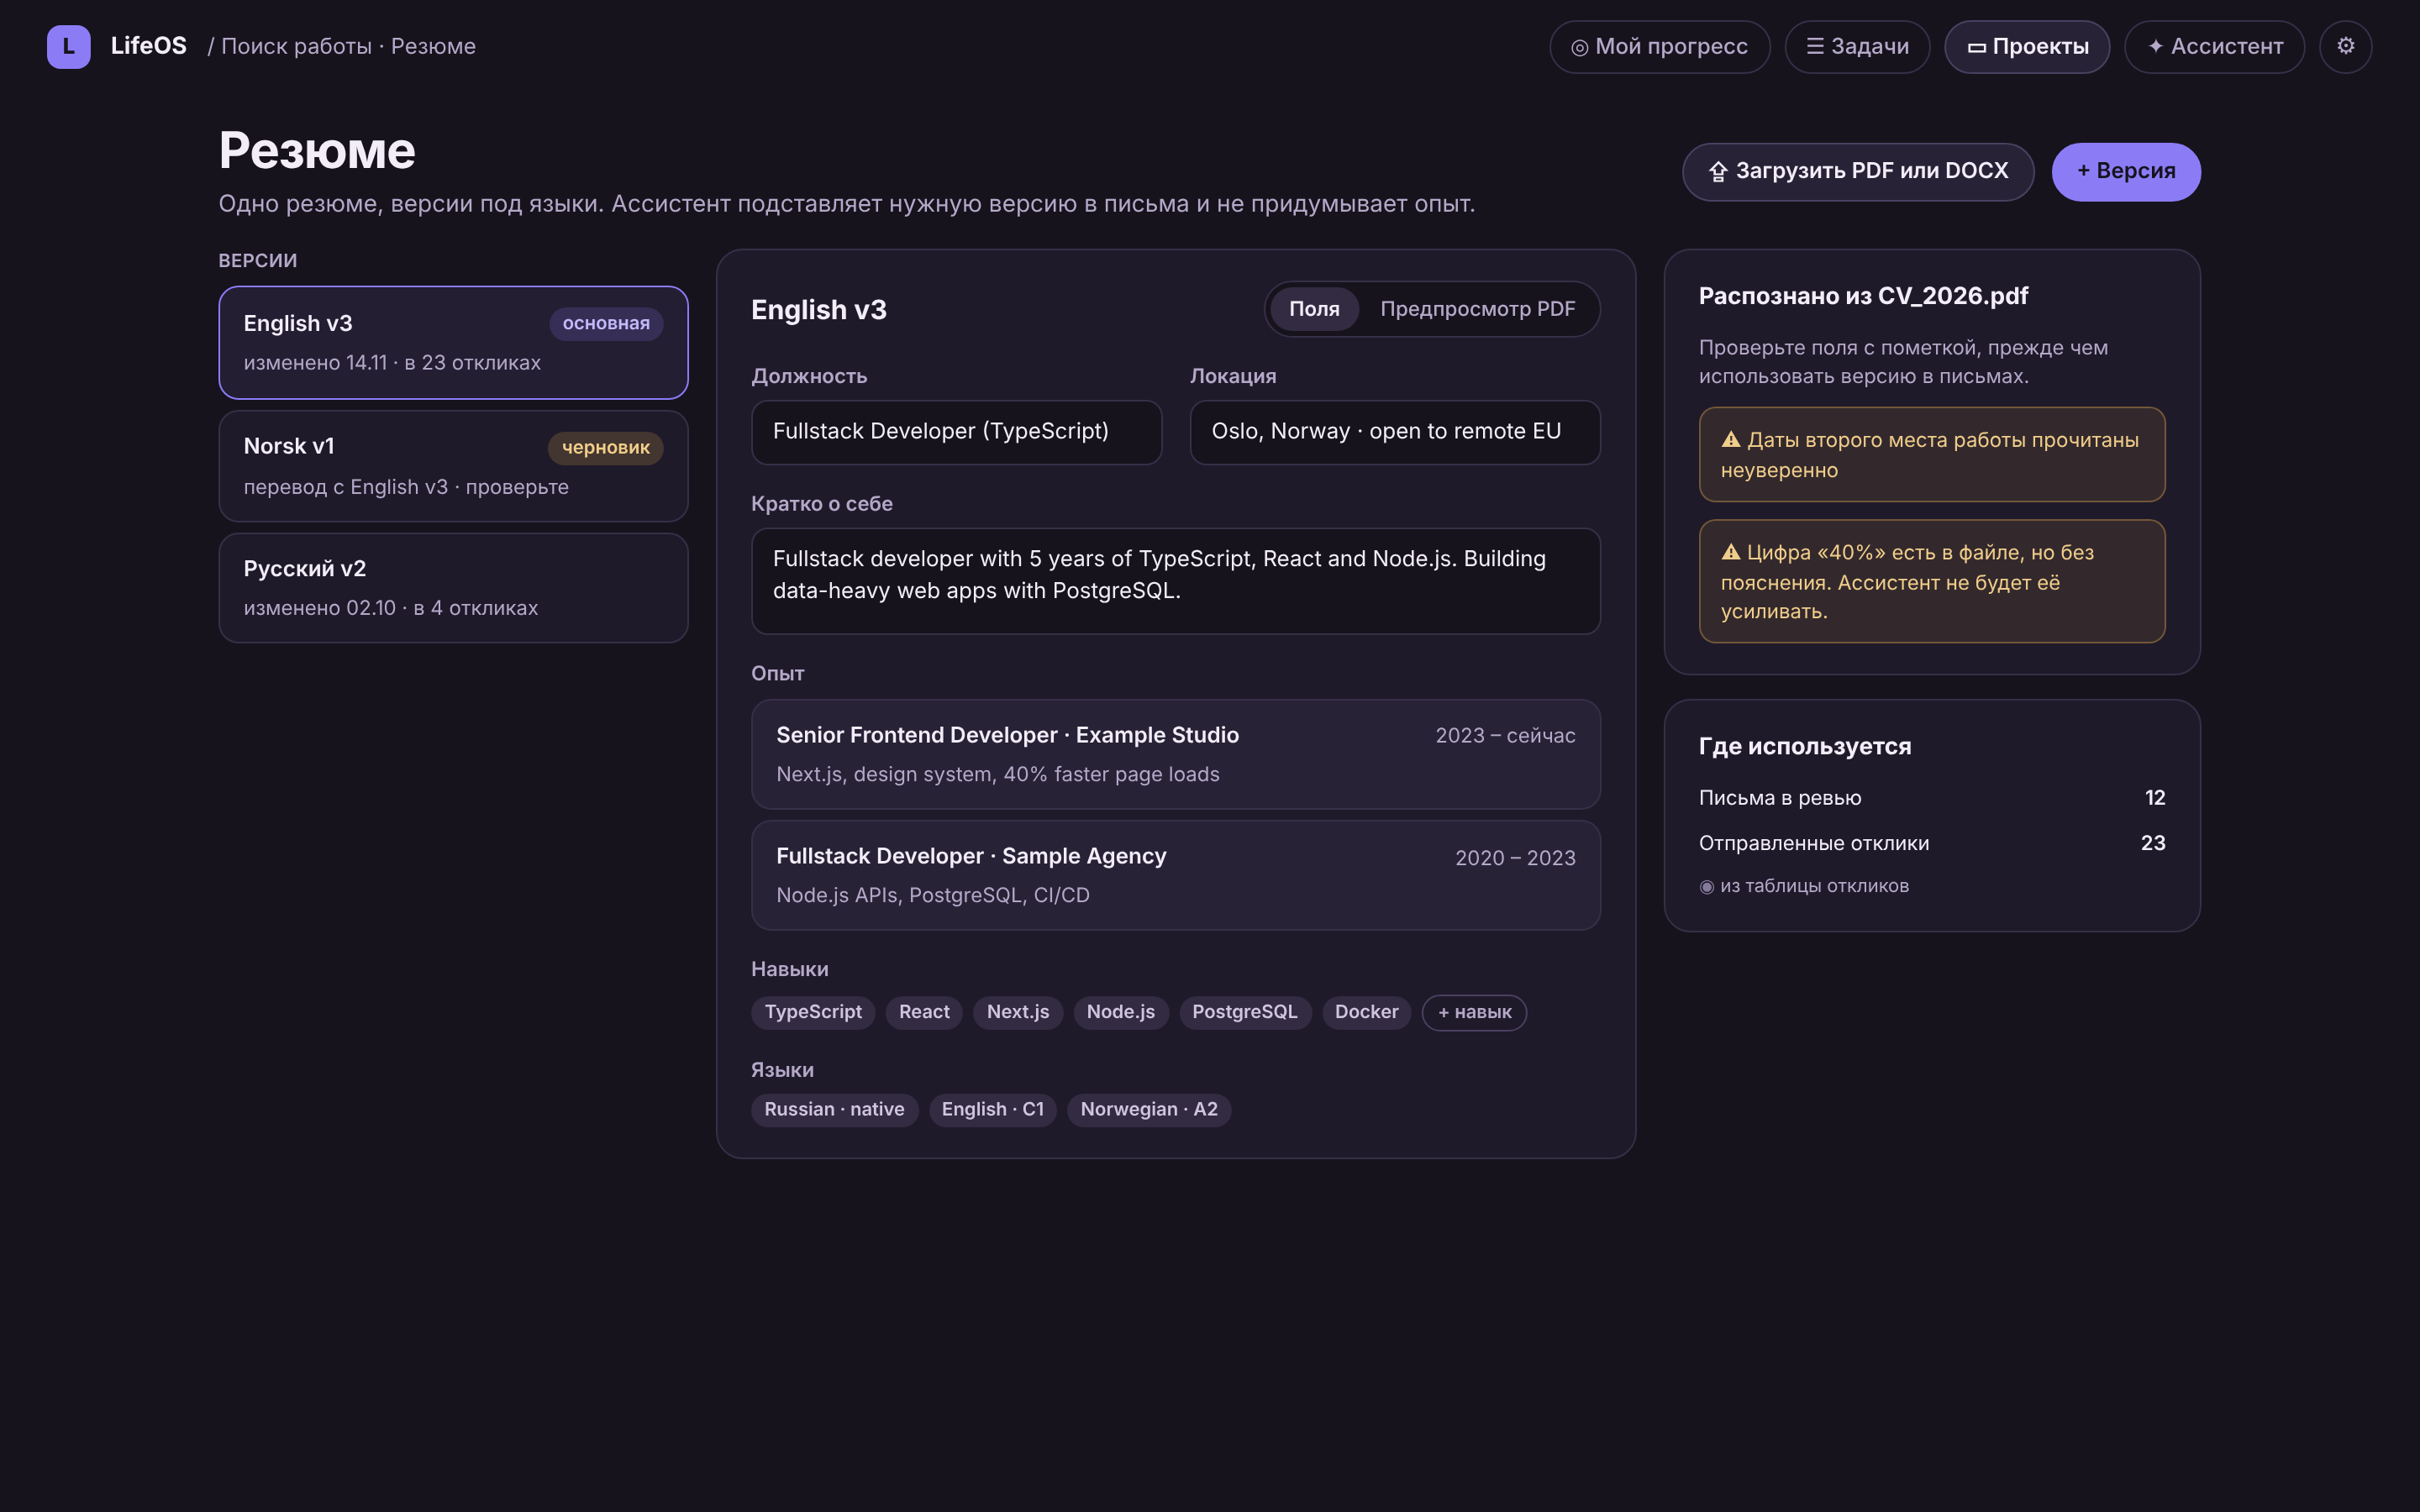 L LifeOS / Поиск работы · Резюме
◎ Мой прогресс
☰ Задачи
▭ Проекты
✦ Ассистент
⚙
Резюме
Одно резюме, версии под языки. Ассистент подставляет нужную версию в письма и не придумывает опыт.
⇪ Загрузить PDF или DOCX
+ Версия
ВЕРСИИ
English v3
основная
изменено 14.11 · в 23 откликах
Norsk v1
черновик
перевод с English v3 · проверьте
Русский v2
изменено 02.10 · в 4 откликах
English v3
Поля
Предпросмотр PDF
Должность
Fullstack Developer (TypeScript)
Локация
Oslo, Norway · open to remote EU
Кратко о себе
Fullstack developer with 5 years of TypeScript, React and Node.js. Building
data-heavy web apps with PostgreSQL.
Опыт
Senior Frontend Developer · Example Studio
2023 – сейчас
Next.js, design system, 40% faster page loads
Fullstack Developer · Sample Agency
2020 – 2023
Node.js APIs, PostgreSQL, CI/CD
Навыки
TypeScript
React
Next.js
Node.js
PostgreSQL
Docker
+ навык
Языки
Russian · native
English · C1
Norwegian · A2
Распознано из CV_2026.pdf
Проверьте поля с пометкой, прежде чем
использовать версию в письмах.
⚠ Даты второго места работы прочитаны
неуверенно
⚠ Цифра «40%» есть в файле, но без
пояснения. Ассистент не будет её
усиливать.
Где используется
Письма в ревью
12
Отправленные отклики
23
◉ из таблицы откликов